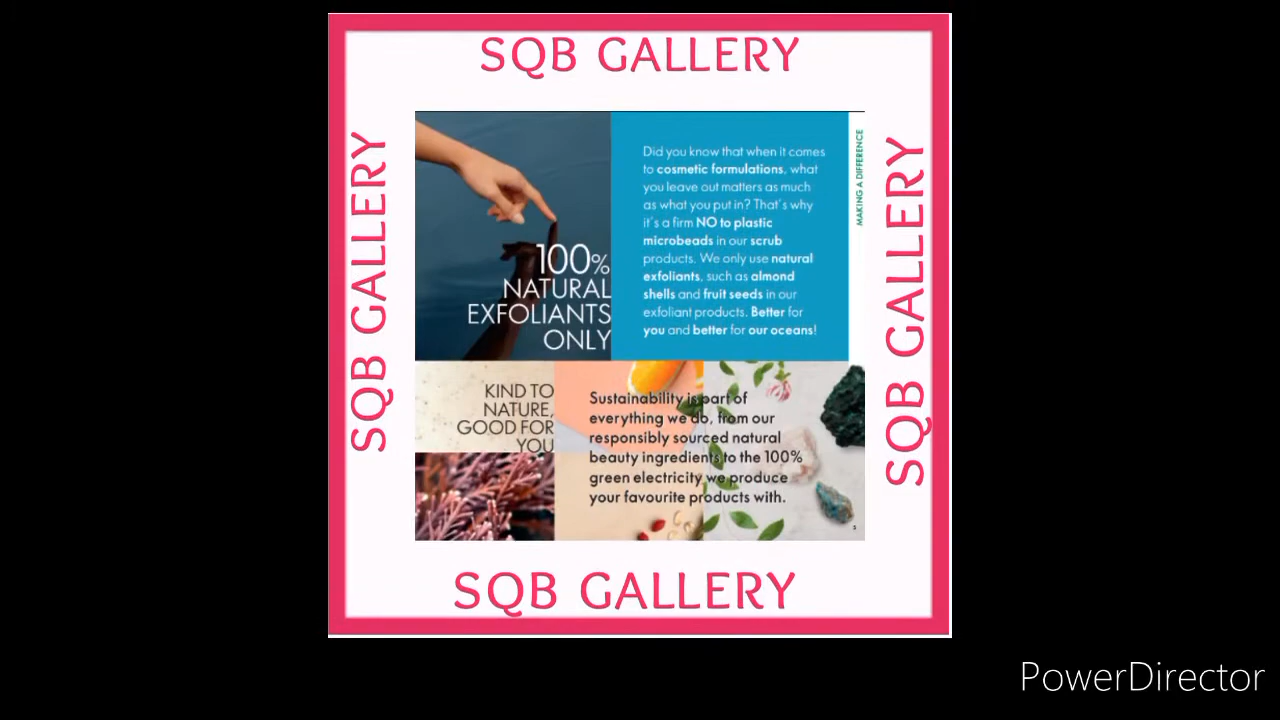 SQB GALLERY
SQB GALLERY
SQB GALLERY
100%
NATURAL
EXFOLIANTS
ONLY
Did you know that when it comes
to cosmetic formulations, what
you leave out matters as much
as what you put in? That's why
it's a firm NO to plastic
microbeads in our scrub
products. We only use natural
exfoliants, such as almond
shells and fruit seeds in our
exfoliant products. Better for
you and better for our oceans!
MAKING A DIFFERENCE
KIND TO
NATURE,
GOOD FOR
YOU
Sustainability is part of
everything we do, from our
responsibly sourced natural
beauty ingredients to the 100%
green electricity we produce
your favourite products with.
SQB GALLERY
PowerDirector